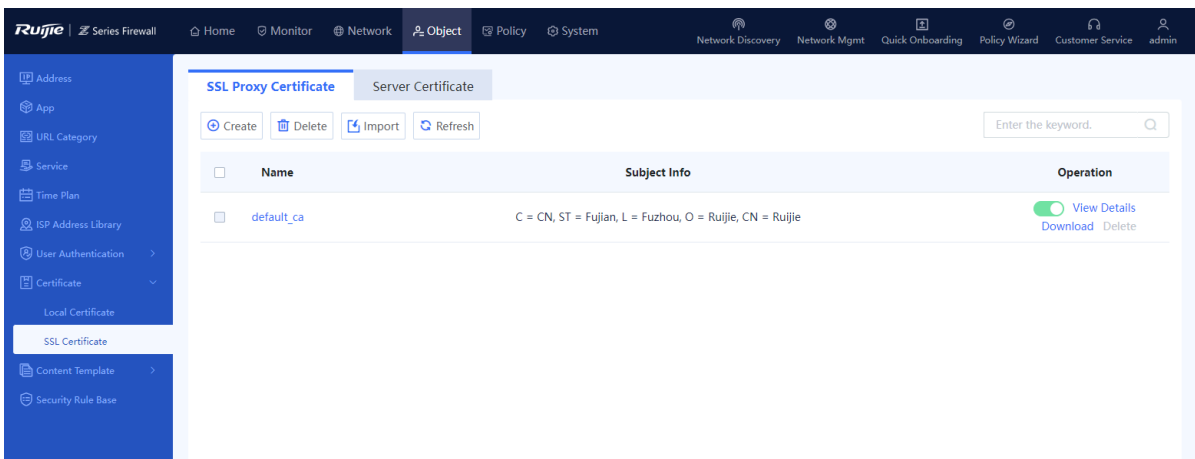 Ruijie | Z Series Firewall
Home
Monitor
Network
Object
Policy
System
Network Discovery
Network Mgmt
Quick Onboarding
Policy Wizard
Customer Service
admin
Address
App
URL Category
Service
Time Plan
ISP Address Library
User Authentication
Certificate
Local Certificate
SSL Certificate
Content Template
Security Rule Base
SSL Proxy Certificate
Server Certificate
Create
Delete
Import
Refresh
Enter the keyword.
Name
Subject Info
Operation
default_ca
C = CN, ST = Fujian, L = Fuzhou, O = Ruijie, CN = Ruijie
View Details
Download Delete